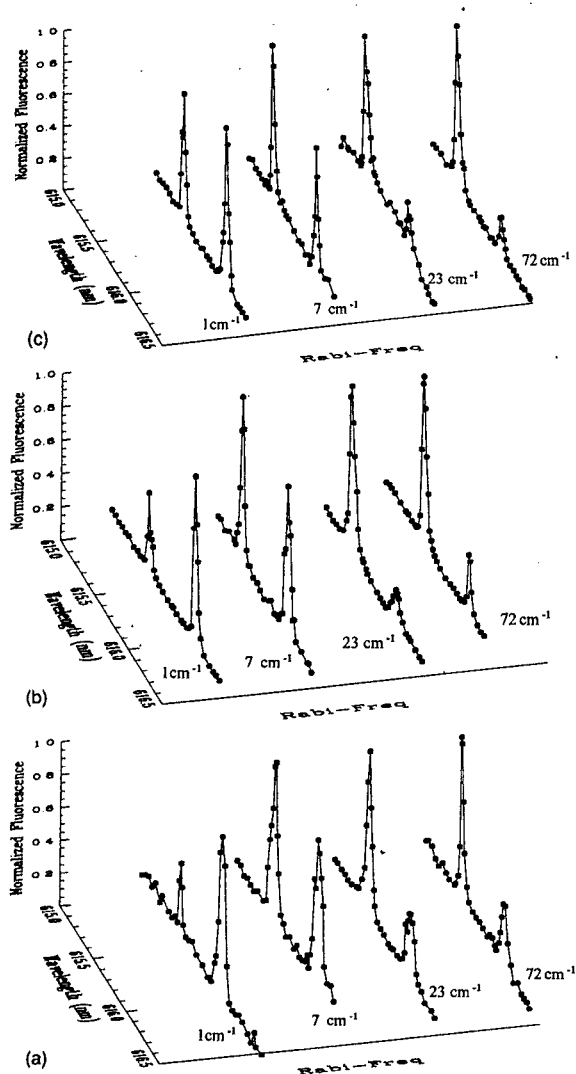 1.0
0.8
0.6
0.4
0.2
Normalized Fluorescence
615.0
615.5
616.0
616.5
Wavelength (nm)
1cm⁻¹
7 cm⁻¹
23 cm⁻¹
72 cm⁻¹
Rabi-Freq
(c)
1.0
0.8
0.6
0.4
0.2
Normalized Fluorescence
615.0
615.5
616.0
616.5
Wavelength (nm)
1cm⁻¹
7 cm⁻¹
23 cm⁻¹
72 cm⁻¹
Rabi-Freq
(b)
1.0
0.8
0.6
0.4
0.2
Normalized Fluorescence
615.0
615.5
616.0
616.5
Wavelength (nm)
1cm⁻¹
7 cm⁻¹
23 cm⁻¹
72 cm⁻¹
Rabi-Freq
(a)